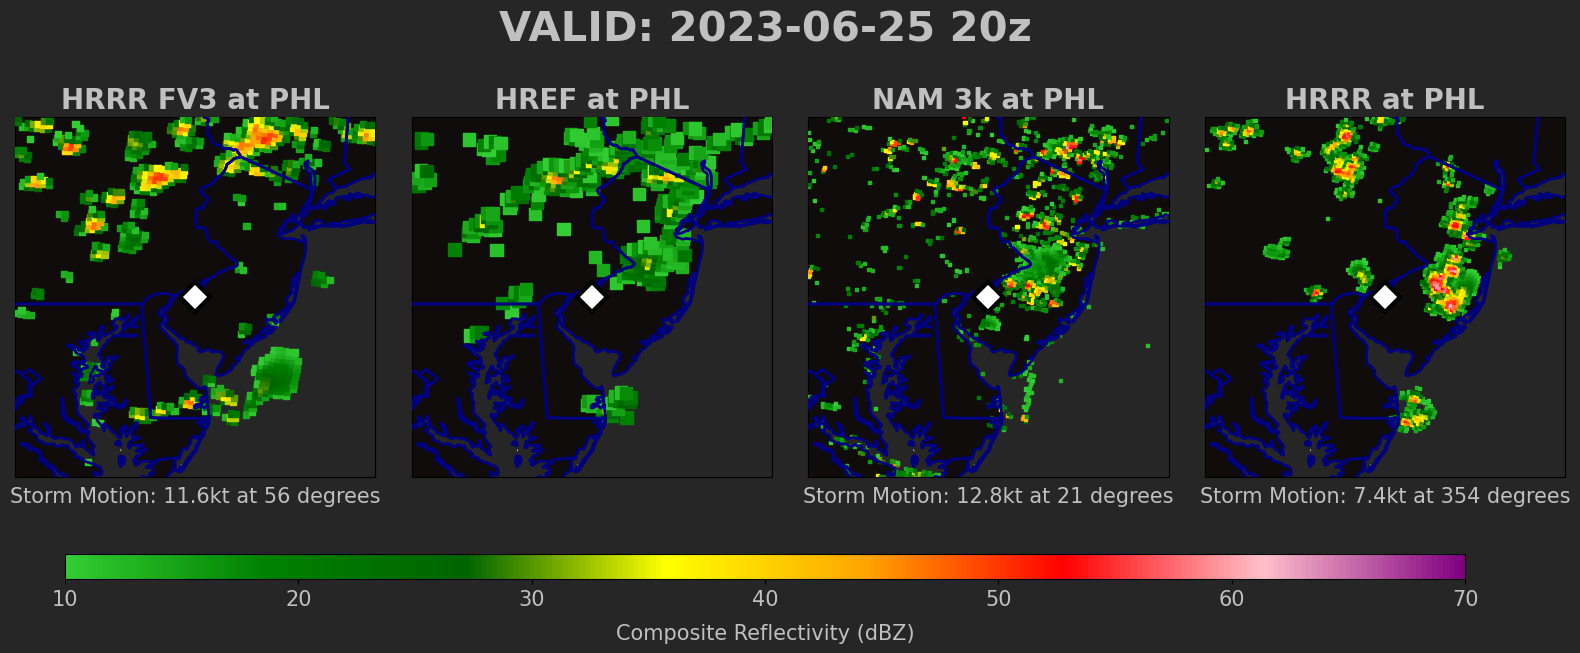 VALID: 2023-06-25 20z
HRRR FV3 at PHL
HREF at PHL
NAM 3k at PHL
HRRR at PHL
Storm Motion: 11.6kt at 56 degrees
Storm Motion: 12.8kt at 21 degrees
Storm Motion: 7.4kt at 354 degrees
10 20 30 40 50 60 70
Composite Reflectivity (dBZ)